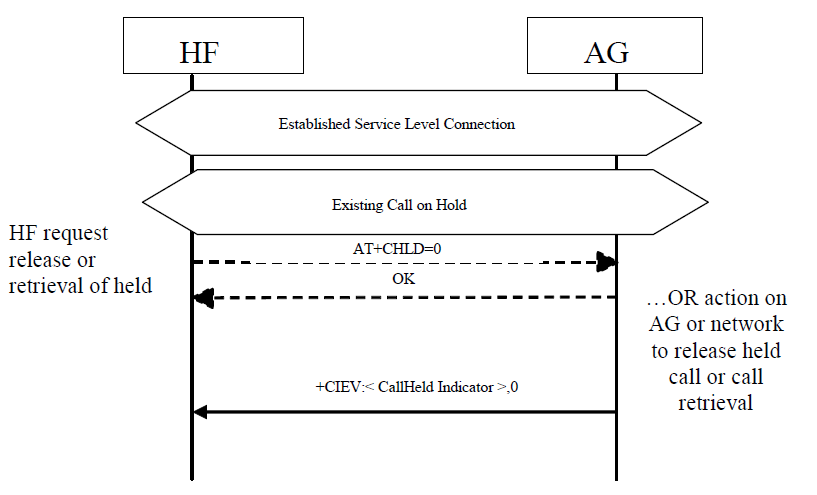 HF
AG
Established Service Level Connection
Existing Call on Hold
HF request
release or
retrieval of held
AT+CHLD=0
OK
…OR action on
AG or network
to release held
call or call
retrieval
+CIEV:< CallHeld Indicator >,0